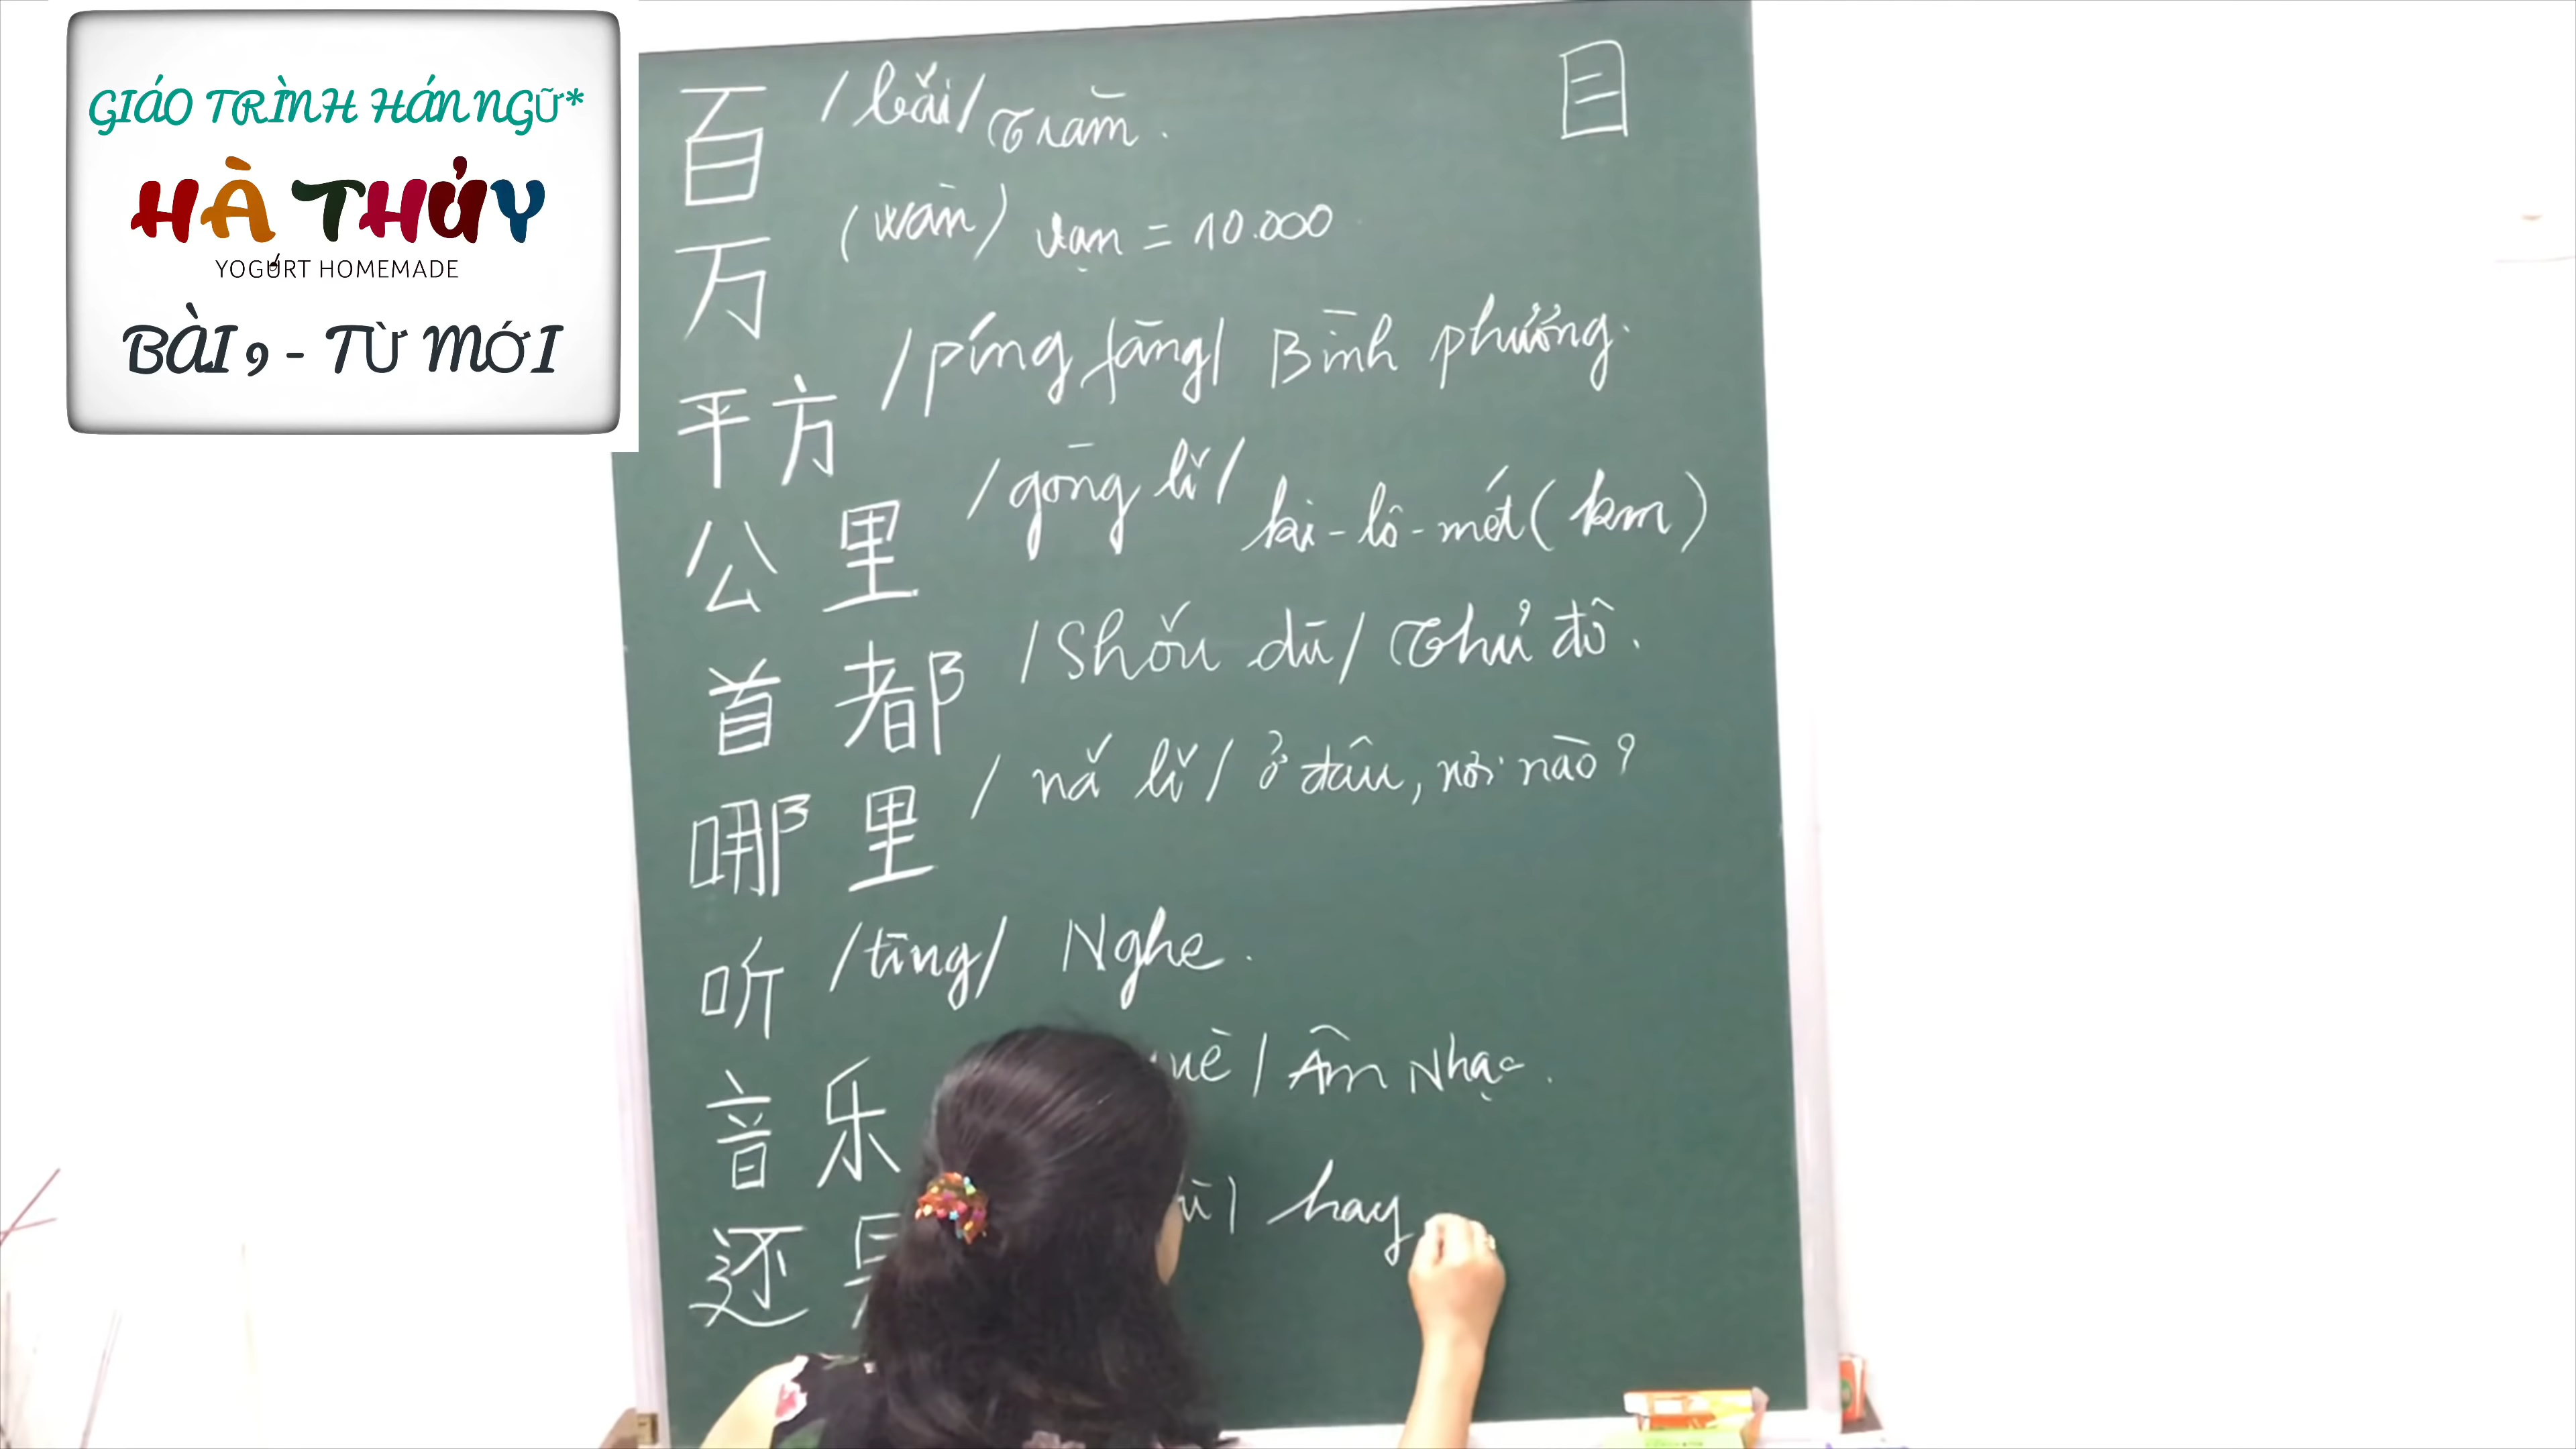 GIÁO TRÌNH HÁN NGỮ*
HÀ THỦY
YOGURT HOMEMADE
BÀI 9 - TỪ MỚI
目
百 /bǎi/ Trăm.
万 (wàn) vạn = 10.000
平方 /píng fāng/ Bình phương.
公里 /gōng lǐ/ ki-lô-mét (km)
首都 /Shǒu dū/ Thủ đô.
哪里 /nǎ lǐ/ ở đâu, nơi nào?
听 /tīng/ Nghe.
音乐 uè/ Âm Nhạc.
还 hay